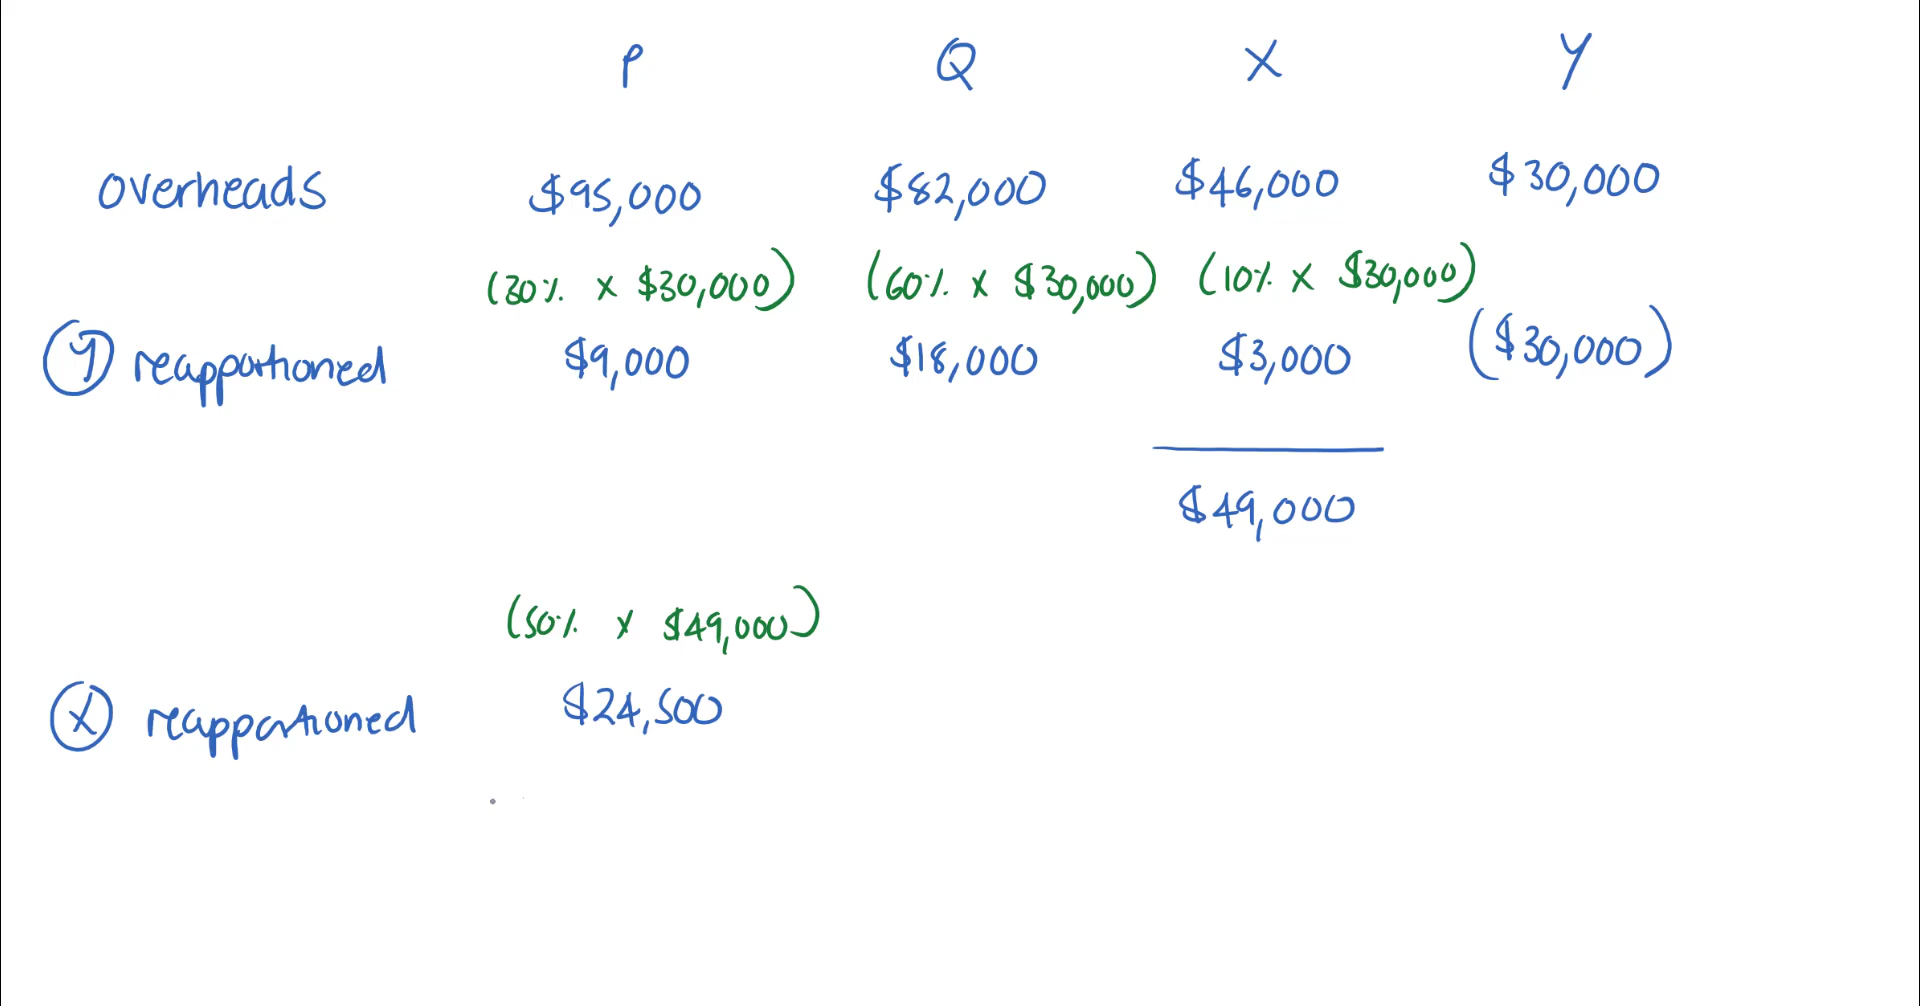 P Q X Y
overheads $95,000 $82,000 $46,000 $30,000
(30% x $30,000) (60% x $30,000) (10% x $30,000)
Y reapportioned $9,000 $18,000 $3,000 ($30,000)
$49,000
(50% x $49,000)
X reapportioned $24,500